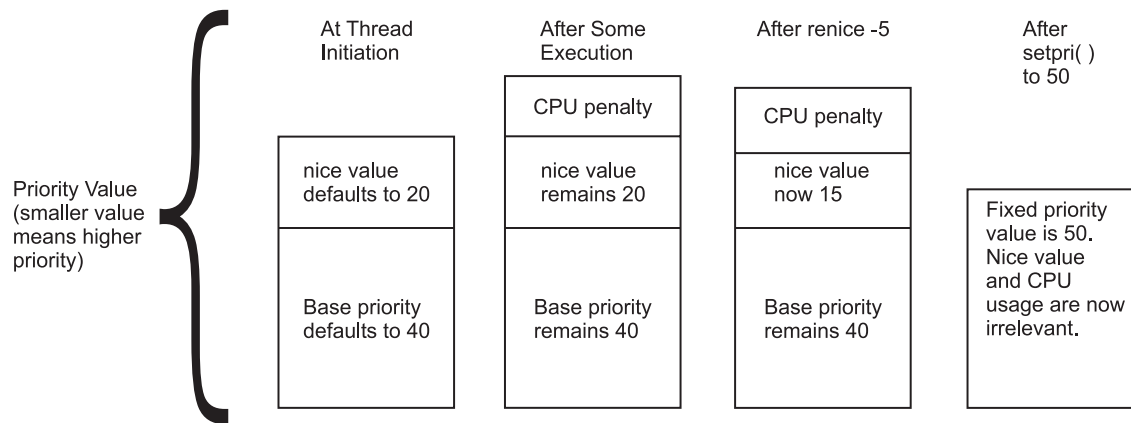 At Thread
Initiation
After Some
Execution
After renice -5
After
setpri( )
to 50
Priority Value
(smaller value
means higher
priority)
nice value
defaults to 20
Base priority
defaults to 40
CPU penalty
nice value
remains 20
Base priority
remains 40
CPU penalty
nice value
now 15
Base priority
remains 40
Fixed priority
value is 50.
Nice value
and CPU
usage are now
irrelevant.